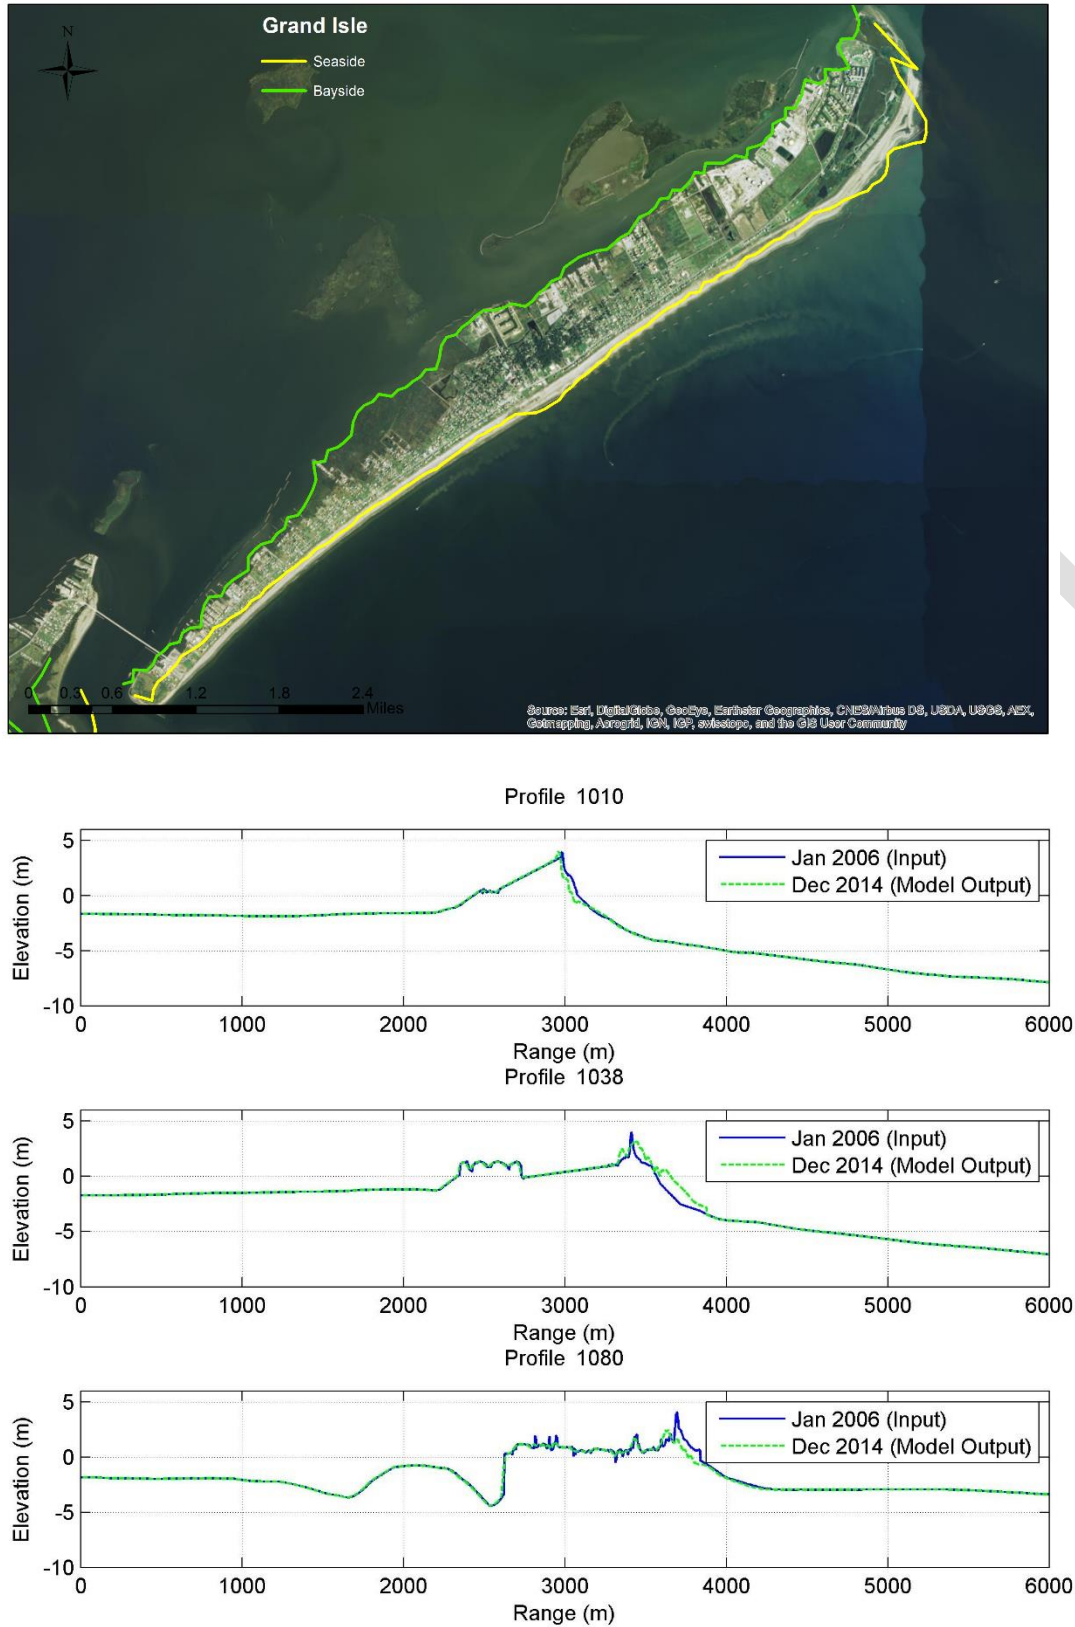 N
Grand Isle
Seaside
Bayside
0 0.3 0.6 1.2 1.8 2.4
Miles
Source: Esri, DigitalGlobe, GeoEye, Earthstar Geographics, CNES/Airbus DS, USDA, USGS, AEX,
Getmapping, Aerogrid, IGN, IGP, swisstopo, and the GIS User Community
Profile 1010
5
0
-5
-10
Elevation (m)
Jan 2006 (Input)
Dec 2014 (Model Output)
0 1000 2000 3000 4000 5000 6000
Range (m)
Profile 1038
5
0
-5
-10
Elevation (m)
Jan 2006 (Input)
Dec 2014 (Model Output)
0 1000 2000 3000 4000 5000 6000
Range (m)
Profile 1080
5
0
-5
-10
Elevation (m)
Jan 2006 (Input)
Dec 2014 (Model Output)
0 1000 2000 3000 4000 5000 6000
Range (m)